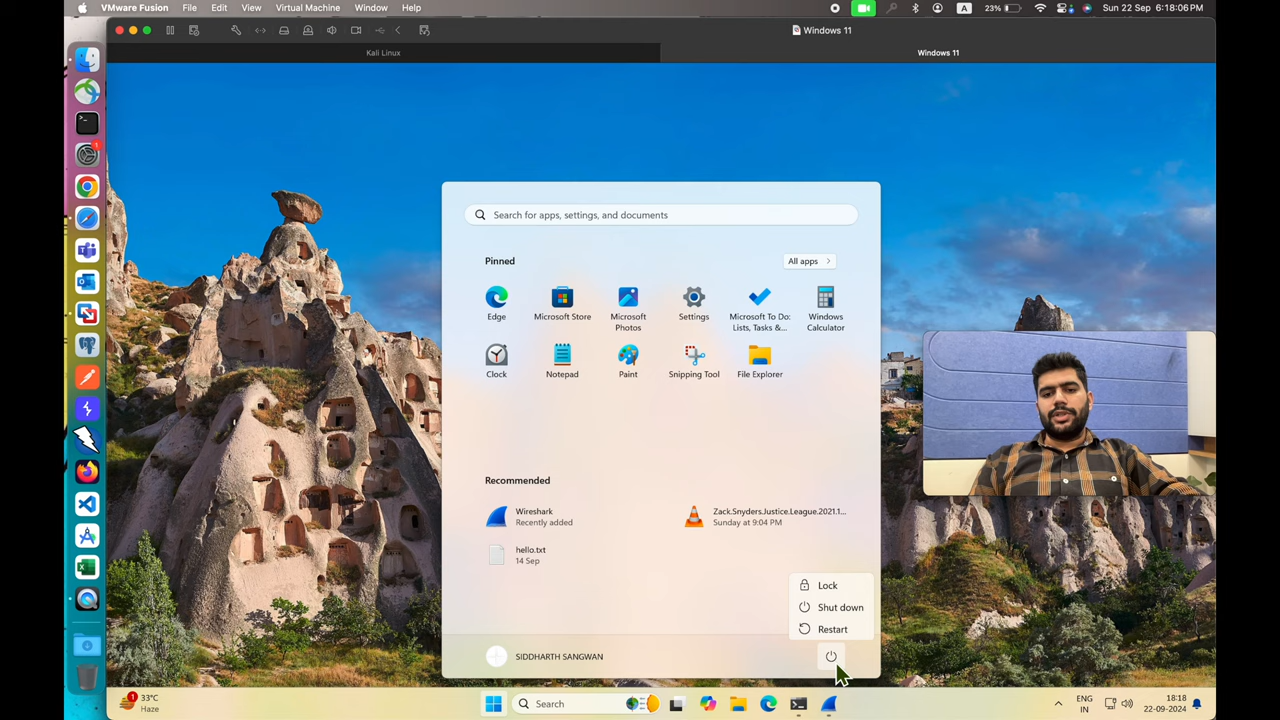 VMware Fusion File Edit View Virtual Machine Window Help A 23% Sun 22 Sep 6:18:06 PM
Windows 11
Kali Linux Windows 11
Search for apps, settings, and documents
Pinned All apps
Edge Microsoft Store Microsoft Photos Settings Microsoft To Do: Lists, Tasks &... Windows Calculator
Clock Notepad Paint Snipping Tool File Explorer
Recommended
Wireshark
Recently added
Zack.Snyders.Justice.League.2021.1...
Sunday at 9:04 PM
hello.txt
14 Sep
Lock
Shut down
Restart
SIDDHARTH SANGWAN
1
1
33°C
Haze
Search
ENG
IN
18:18
22-09-2024